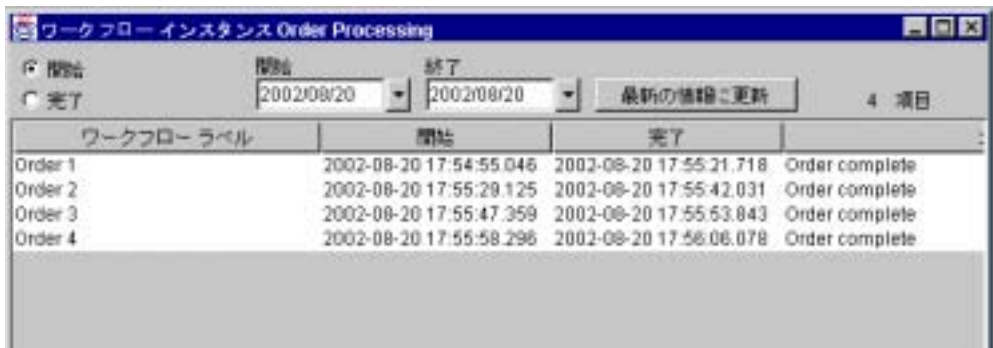 ワークフロー インスタンス Order Processing
開始
完了
開始 終了
2002/08/20 2002/08/20 最新の情報に更新 4 項目
ワークフロー ラベル 開始 完了
Order 1 2002-08-20 17:54:55.046 2002-08-20 17:55:21.718 Order complete
Order 2 2002-08-20 17:55:29.125 2002-08-20 17:55:42.031 Order complete
Order 3 2002-08-20 17:55:47.359 2002-08-20 17:55:53.843 Order complete
Order 4 2002-08-20 17:55:58.296 2002-08-20 17:56:06.078 Order complete